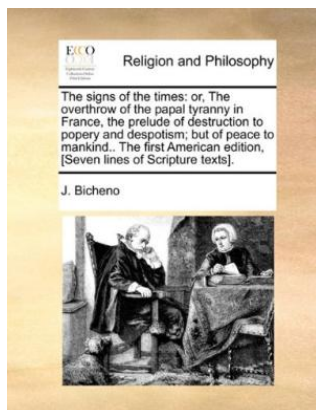 ECCO
Religion and Philosophy
The signs of the times: or, The
overthrow of the papal tyranny in
France, the prelude of destruction to
popery and despotism; but of peace to
mankind.. The first American edition,
[Seven lines of Scripture texts].
J. Bicheno